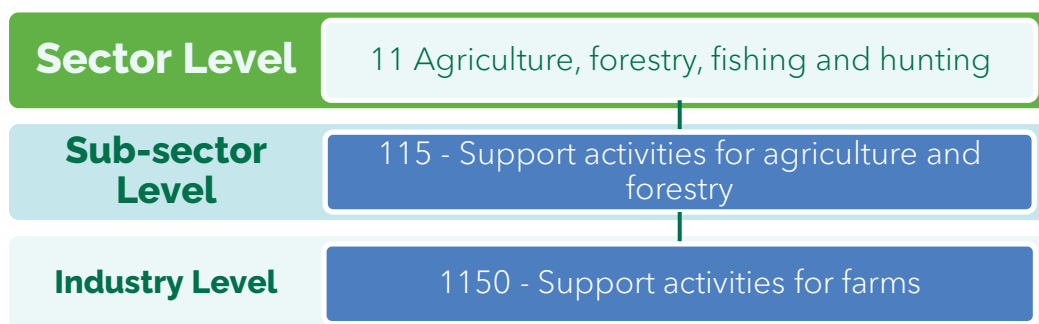 Sector Level
11 Agriculture, forestry, fishing and hunting
Sub-sector
Level
115 - Support activities for agriculture and
forestry
Industry Level
1150 - Support activities for farms